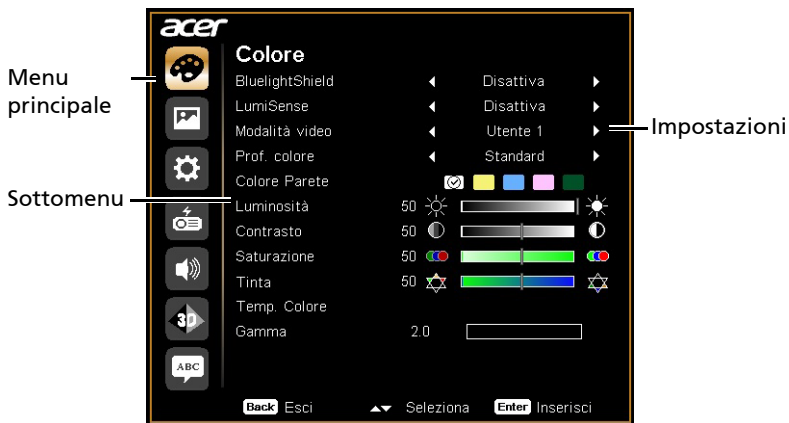 acer
Colore
BluelightShield Disattiva
LumiSense Disattiva
Modalità video Utente 1
Prof. colore Standard
Colore Parete
Luminosità 50
Contrasto 50
Saturazione 50
Tinta 50
Temp. Colore
Gamma 2.0
3D
ABC
Back Esci Seleziona Enter Inserisci
Menu
principale
Sottomenu
Impostazioni